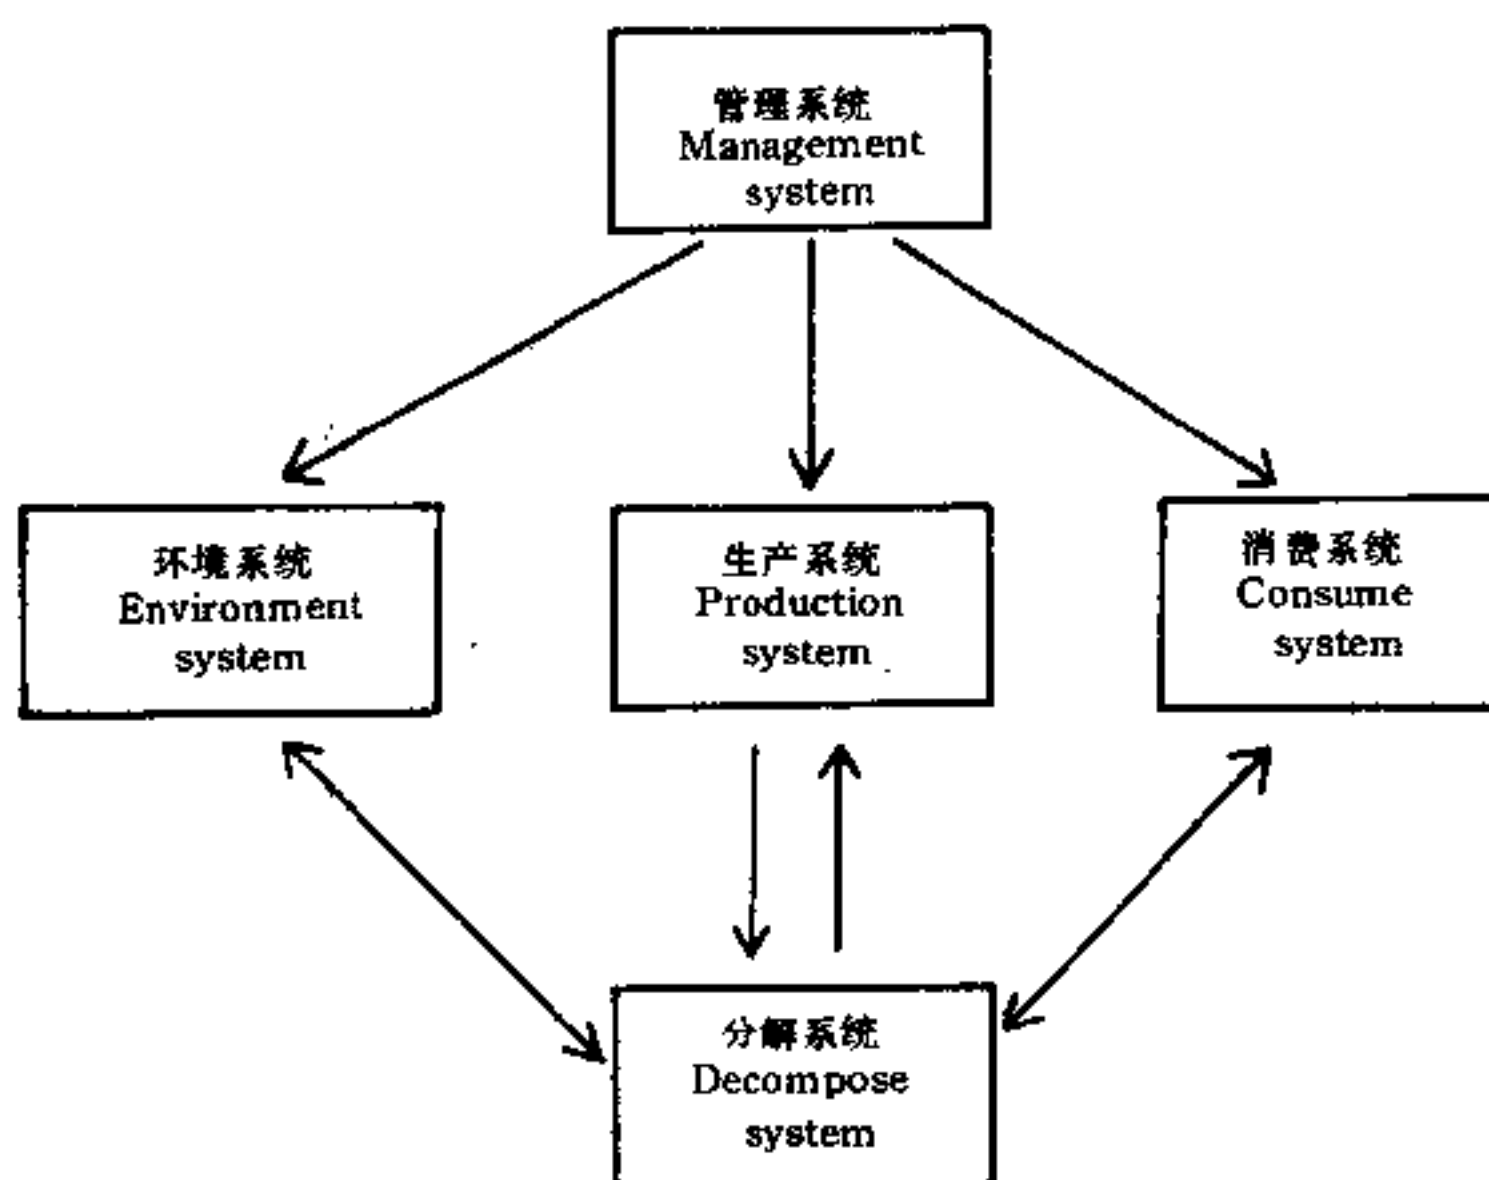 管理系统
Management
system
环境系统
Environment
system
生产系统
Production
system
消费系统
Consume
system
分解系统
Decompose
system